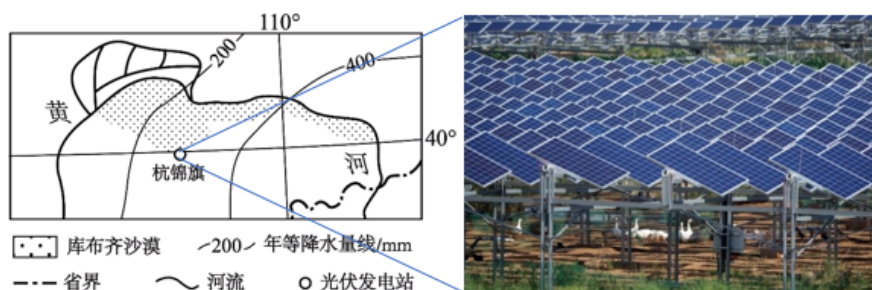 110°
200
400
黄
40°
河
杭锦旗
库布齐沙漠
200 年等降水量线/mm
省界
河流
光伏发电站